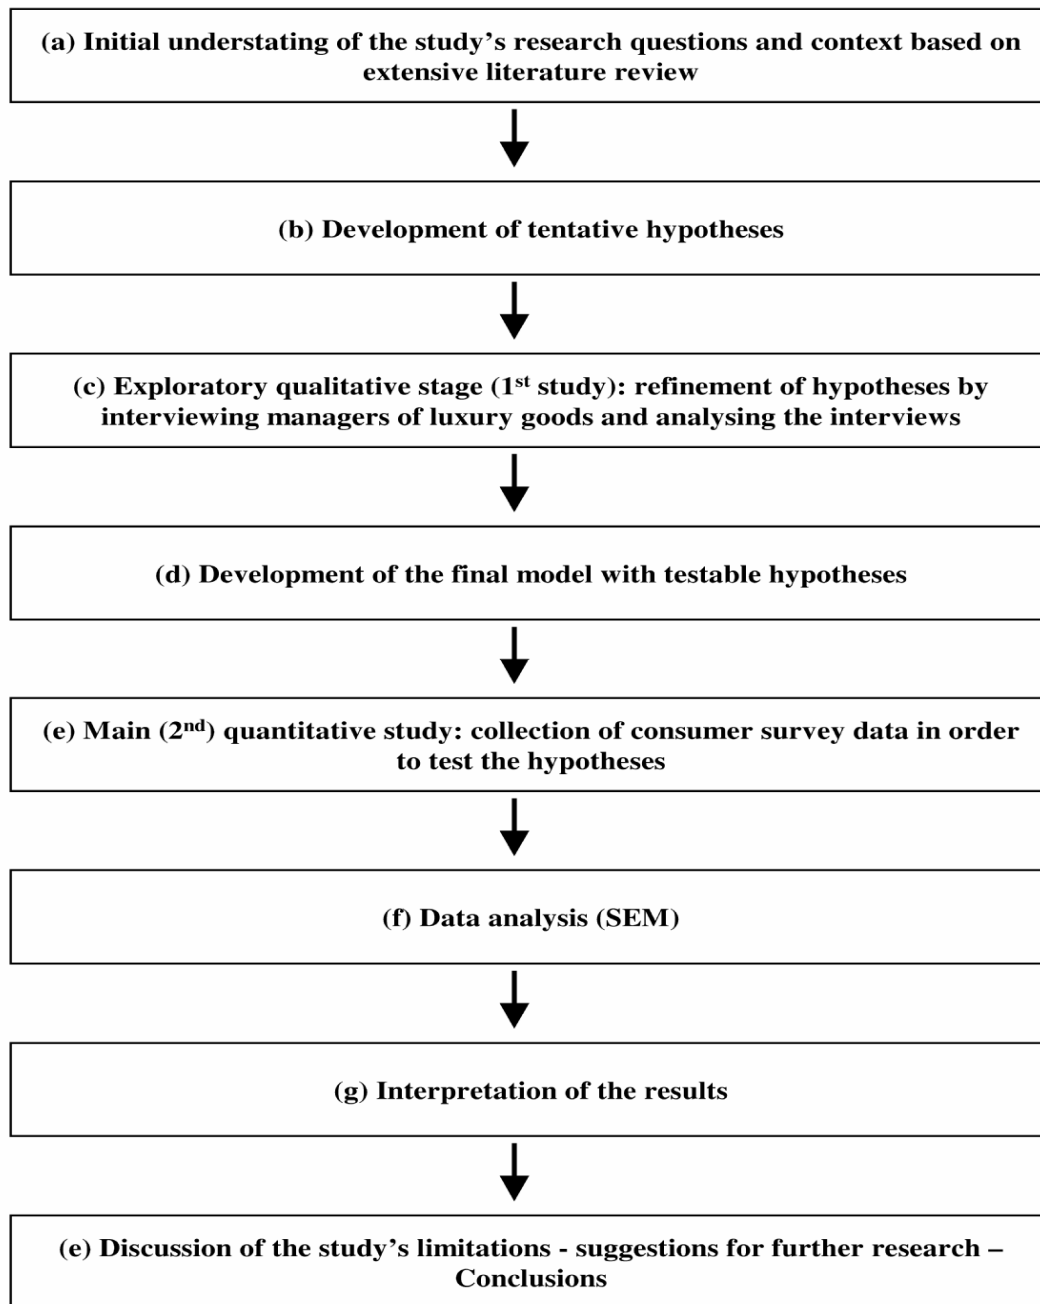 (a) Initial understating of the study’s research questions and context based on
extensive literature review
(b) Development of tentative hypotheses
(c) Exploratory qualitative stage (1st study): refinement of hypotheses by
interviewing managers of luxury goods and analysing the interviews
(d) Development of the final model with testable hypotheses
(e) Main (2nd) quantitative study: collection of consumer survey data in order
to test the hypotheses
(f) Data analysis (SEM)
(g) Interpretation of the results
(e) Discussion of the study’s limitations - suggestions for further research –
Conclusions